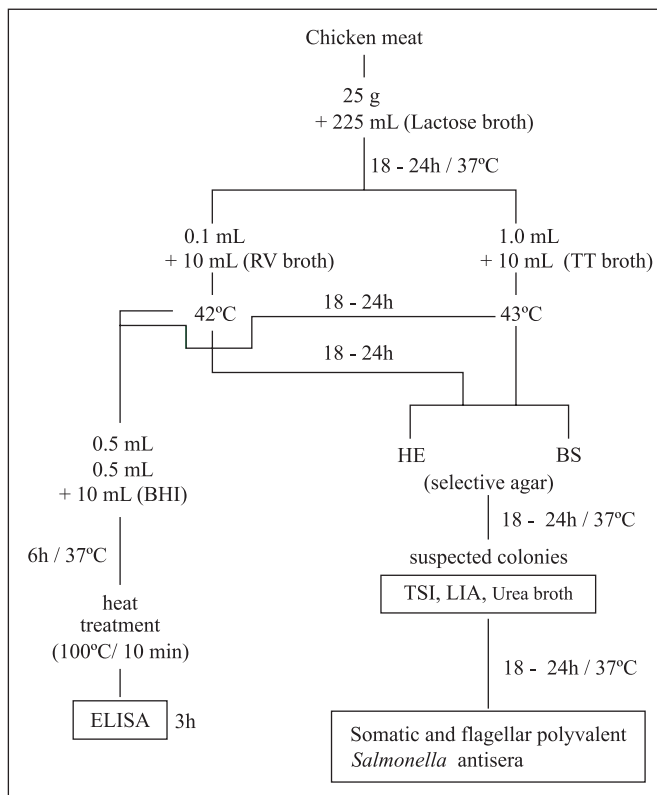 Chicken meat
25 g
+ 225 mL (Lactose broth)
18 - 24h / 37ºC
0.1 mL
+ 10 mL (RV broth)
1.0 mL
+ 10 mL (TT broth)
42ºC
18 - 24h
43ºC
18 - 24h
0.5 mL
0.5 mL
+ 10 mL (BHI)
6h / 37ºC
heat
treatment
(100ºC/ 10 min)
ELISA
3h
HE
BS
(selective agar)
18 - 24h/ 37ºC
suspected colonies
TSI, LIA, Urea broth
18 - 24h/ 37ºC
Somatic and flagellar polyvalent
Salmonella antisera